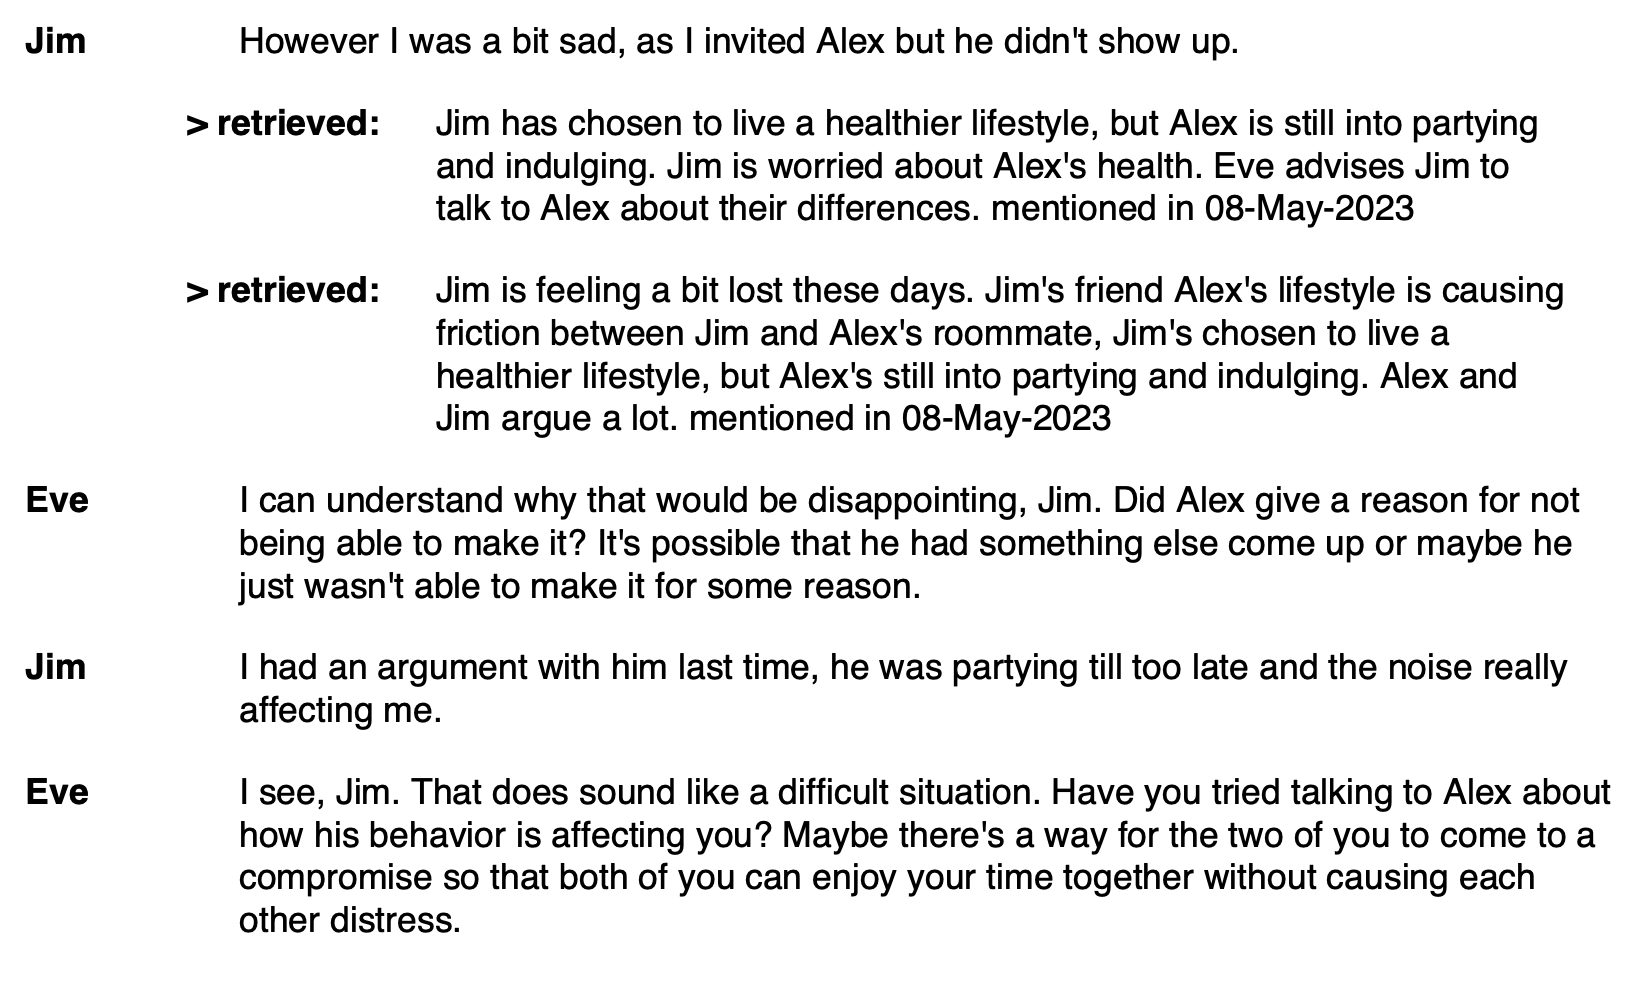 Jim However I was a bit sad, as I invited Alex but he didn't show up.
> retrieved: Jim has chosen to live a healthier lifestyle, but Alex is still into partying
and indulging. Jim is worried about Alex's health. Eve advises Jim to
talk to Alex about their differences. mentioned in 08-May-2023
> retrieved: Jim is feeling a bit lost these days. Jim's friend Alex's lifestyle is causing
friction between Jim and Alex's roommate, Jim's chosen to live a
healthier lifestyle, but Alex's still into partying and indulging. Alex and
Jim argue a lot. mentioned in 08-May-2023
Eve I can understand why that would be disappointing, Jim. Did Alex give a reason for not
being able to make it? It's possible that he had something else come up or maybe he
just wasn't able to make it for some reason.
Jim I had an argument with him last time, he was partying till too late and the noise really
affecting me.
Eve I see, Jim. That does sound like a difficult situation. Have you tried talking to Alex about
how his behavior is affecting you? Maybe there's a way for the two of you to come to a
compromise so that both of you can enjoy your time together without causing each
other distress.